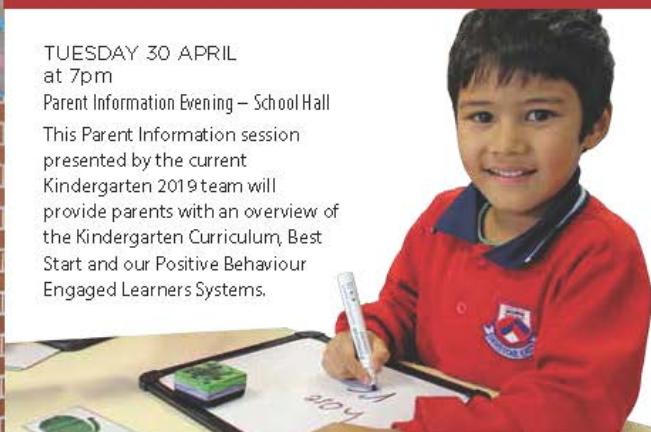 TUESDAY 30 APRIL
at 7pm
Parent Information Evening – School Hall
This Parent Information session
presented by the current
Kindergarten 2019 team will
provide parents with an overview of
the Kindergarten Curriculum, Best
Start and our Positive Behaviour
Engaged Learners Systems.